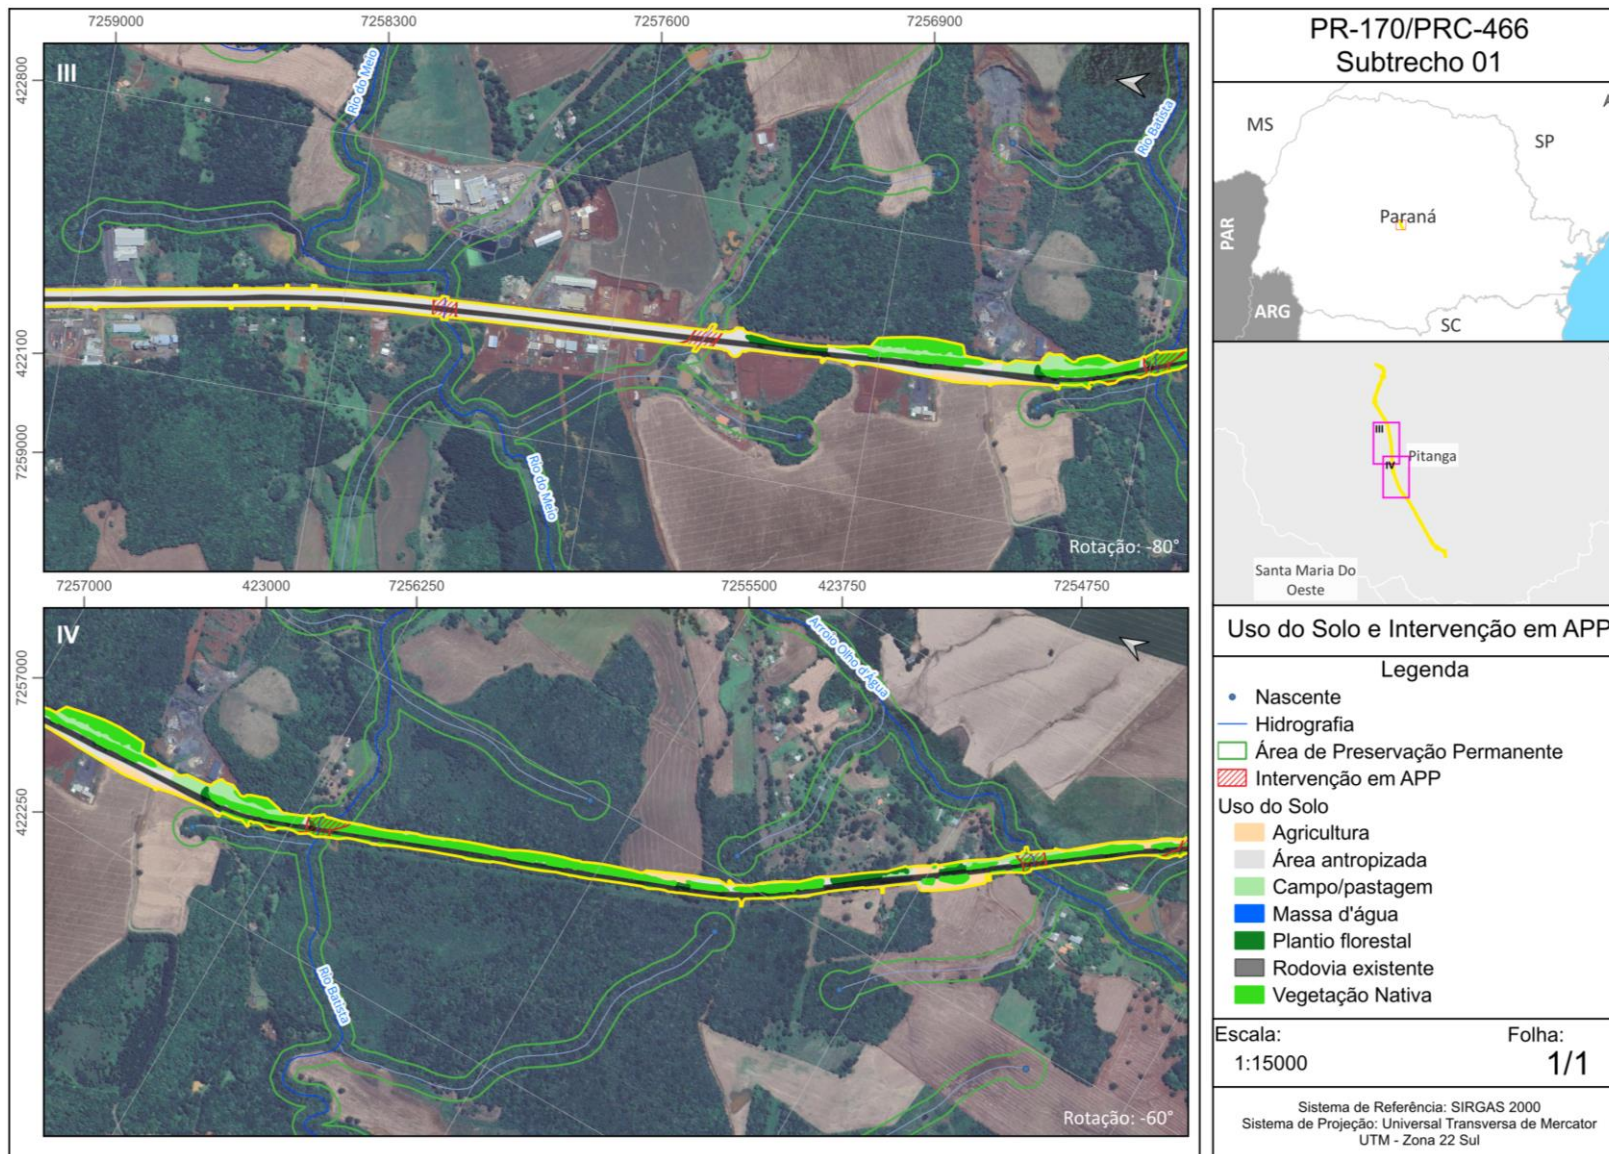 7259000
7258300
7257600
7256900
422800
422100
7259000
III
Rio do Meio
Rio Batista
Rio do Meio
Rotação: -80°
7257000
423000
7256250
7255500
423750
7254750
7257000
422250
IV
Arroio Olho d'Água
Rio Batista
Rotação: -60°
PR-170/PRC-466
Subtrecho 01
MS
SP
A
Paraná
PAR
ARG
SC
III
IV
Pitanga
Santa Maria Do
Oeste
Uso do Solo e Intervenção em APP
Legenda
Nascente
Hidrografia
Área de Preservação Permanente
Intervenção em APP
Uso do Solo
Agricultura
Área antropizada
Campo/pastagem
Massa d'água
Plantio florestal
Rodovia existente
Vegetação Nativa
Escala:
1:15000
Folha:
1/1
Sistema de Referência: SIRGAS 2000
Sistema de Projeção: Universal Transversa de Mercator
UTM - Zona 22 Sul